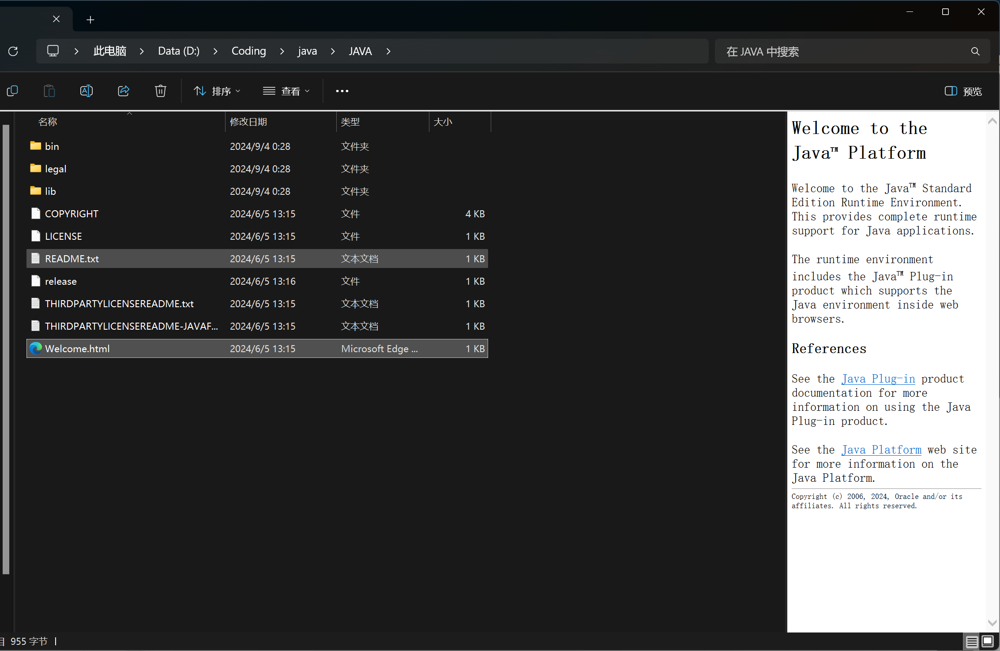 此电脑 Data (D:) Coding java JAVA
在 JAVA 中搜索
排序 查看 预览
名称 修改日期 类型 大小
bin 2024/9/4 0:28 文件夹
legal 2024/9/4 0:28 文件夹
lib 2024/9/4 0:28 文件夹
COPYRIGHT 2024/6/5 13:15 文件 4 KB
LICENSE 2024/6/5 13:15 文件 1 KB
README.txt 2024/6/5 13:15 文本文档 1 KB
release 2024/6/5 13:16 文件 1 KB
THIRDPARTYLICENSEREADME.txt 2024/6/5 13:15 文本文档 1 KB
THIRDPARTYLICENSEREADME-JAVAF... 2024/6/5 13:15 文本文档 1 KB
Welcome.html 2024/6/5 13:15 Microsoft Edge ... 1 KB
Welcome to the
Java™ Platform
Welcome to the Java™ Standard
Edition Runtime Environment.
This provides complete runtime
support for Java applications.
The runtime environment
includes the Java™ Plug-in
product which supports the
Java environment inside web
browsers.
References
See the Java Plug-in product
documentation for more
information on using the Java
Plug-in product.
See the Java Platform web site
for more information on the
Java Platform.
Copyright (c) 2006, 2024, Oracle and/or its
affiliates. All rights reserved.
目 955 字节